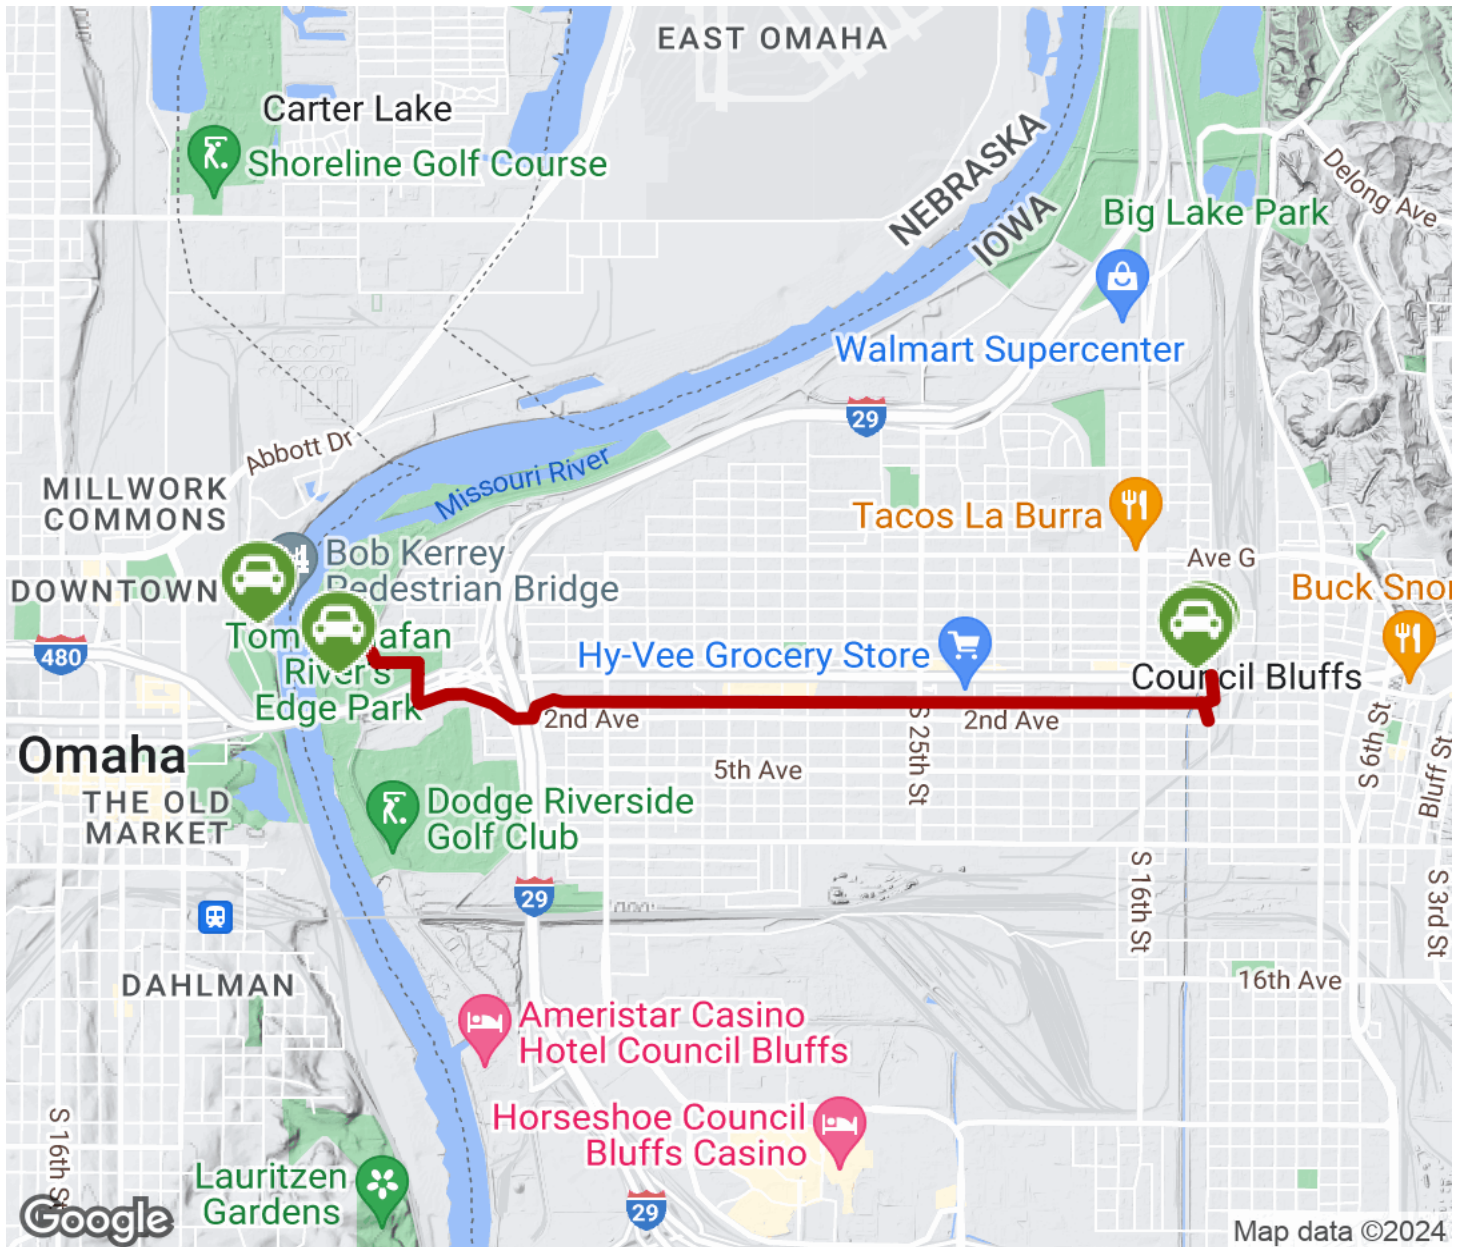 EAST OMAHA
Carter Lake
Shoreline Golf Course
NEBRASKA
IOWA
Delong Ave
Big Lake Park
Walmart Supercenter
29
Abbott Dr
Missouri River
MILLWORK
COMMONS
Tacos La Burra
Ave G
Bob Kerrey
Pedestrian Bridge
DOWNTOWN
Buck Snor
480
Tom
afan
River's
Edge Park
Hy-Vee Grocery Store
Council Bluffs
2nd Ave
2nd Ave
S 25th St
S 6th St
Bluff St
Omaha
5th Ave
THE OLD
MARKET
Dodge Riverside
Golf Club
S 16th St
S 3rd St
29
DAHLMAN
16th Ave
Ameristar Casino
Hotel Council Bluffs
Horseshoe Council
Bluffs Casino
S 16th St
Lauritzen
Gardens
29
Google
Map data ©2024